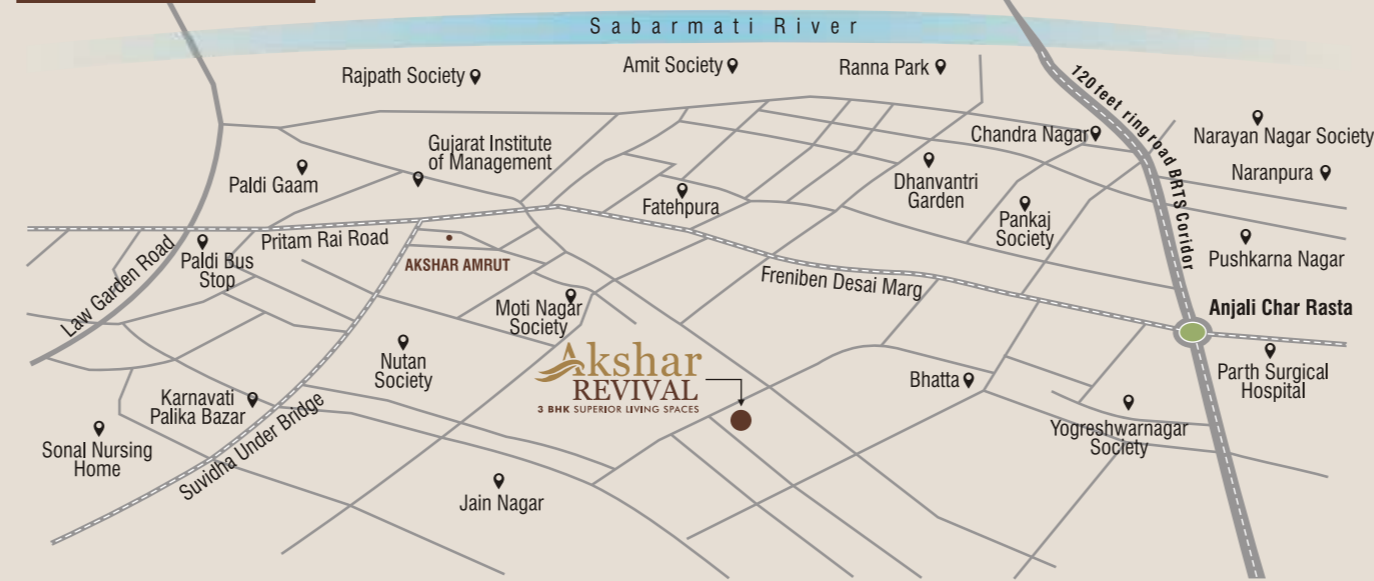 Sabarmati River
Rajpath Society
Amit Society
Ranna Park
120 feet ring road BRTS Coridor
Chandra Nagar
Narayan Nagar Society
Naranpura
Gujarat Institute
of Management
Paldi Gaam
Fatehpura
Dhanvantri
Garden
Pankaj
Society
Pritam Rai Road
Law Garden Road
Paldi Bus
Stop
AKSHAR AMRUT
Freniben Desai Marg
Pushkarna Nagar
Anjali Char Rasta
Moti Nagar
Society
Nutan
Society
Akshar
REVIVAL
3 BHK SUPERIOR LIVING SPACES
Bhatta
Parth Surgical
Hospital
Karnavati
Palika Bazar
Suvidha Under Bridge
Sonal Nursing
Home
Yogreshwarnagar
Society
Jain Nagar